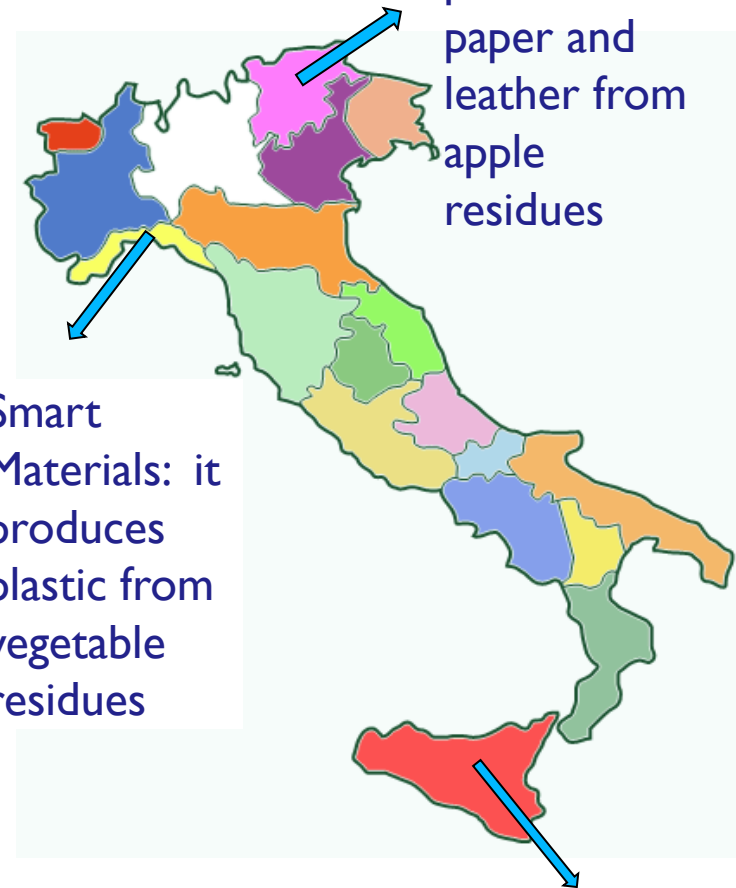 paper and
leather from
apple
residues
Smart
Materials: it
produces
plastic from
vegetable
residues